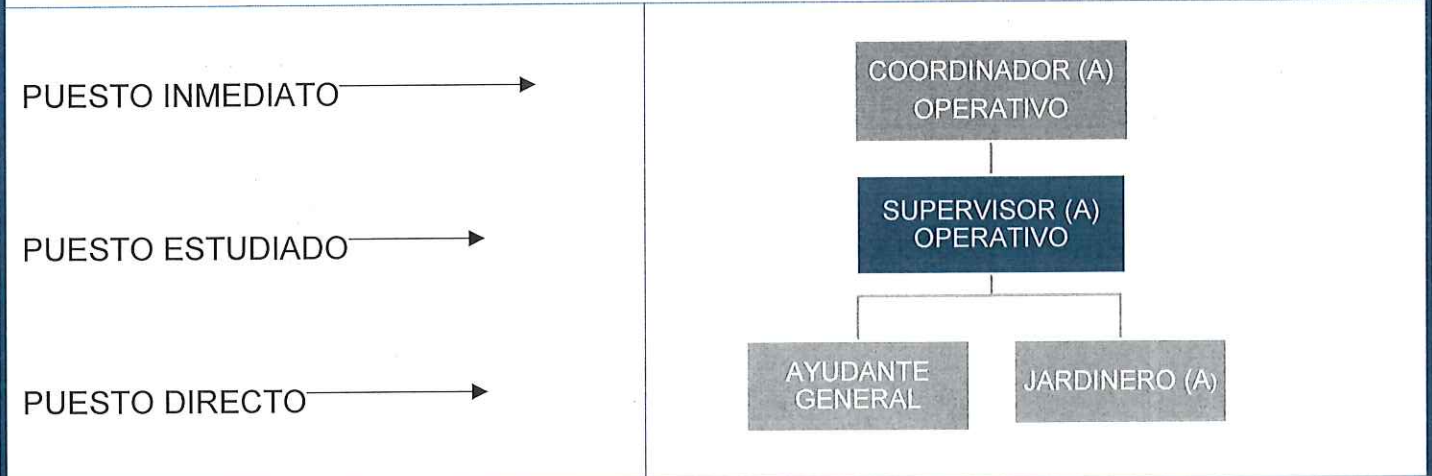 PUESTO INMEDIATO
COORDINADOR (A)
OPERATIVO
PUESTO ESTUDIADO
SUPERVISOR (A)
OPERATIVO
PUESTO DIRECTO
AYUDANTE
GENERAL
JARDINERO (A)